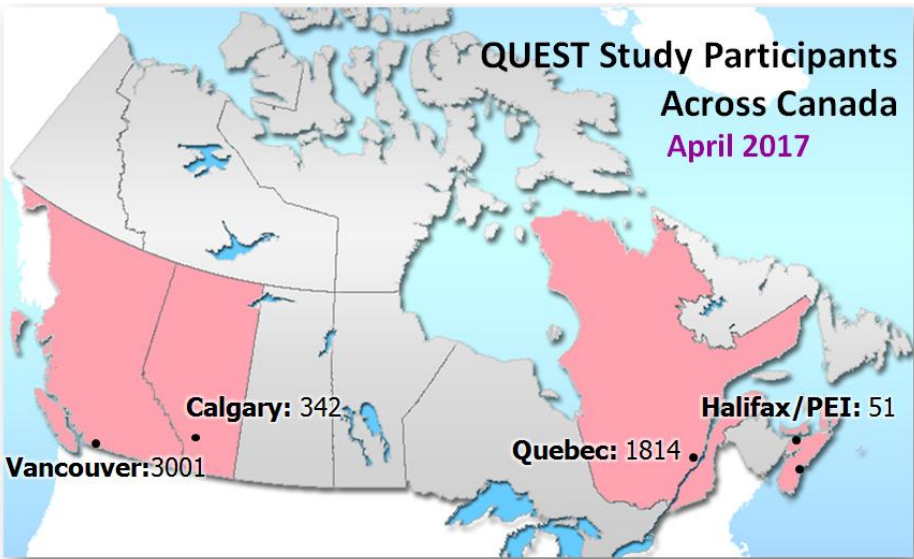 QUEST Study Participants
Across Canada
April 2017
Calgary: 342
Halifax/PEI: 51
Quebec: 1814
Vancouver:3001